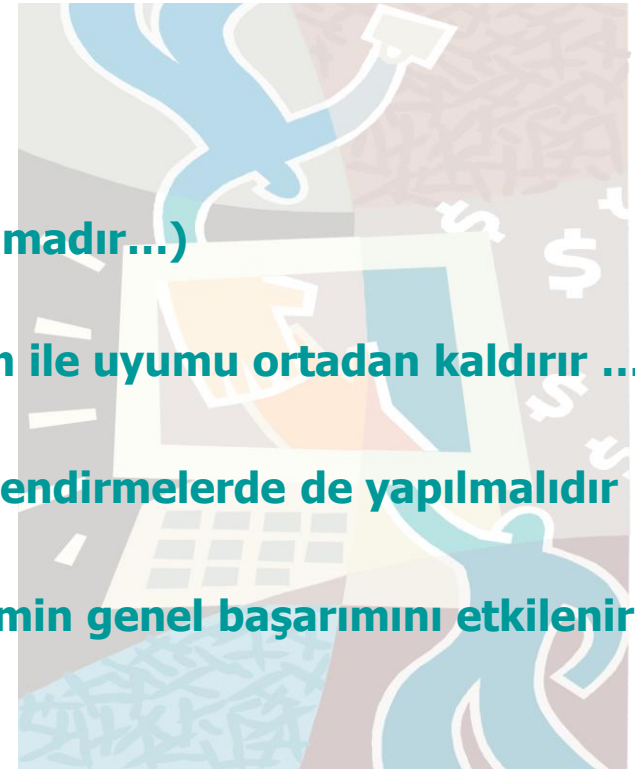 madır...)
ile uyumu ortadan kaldırır ...
endirmelerde de yapılmalıdır
min genel başarımını etkilenir